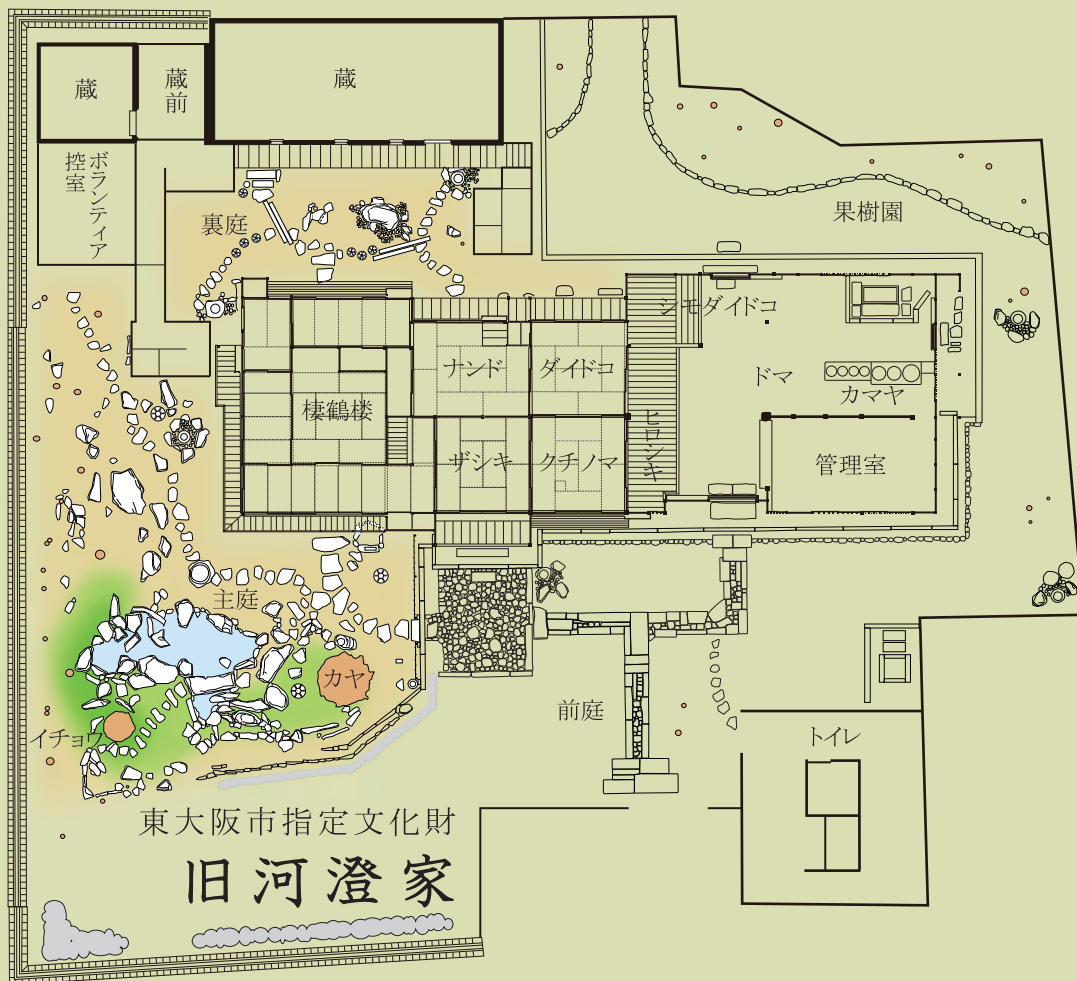 蔵
蔵前
蔵
ボランティア
控室
裏庭
果樹園
シモダイドコ
ナンド
ダイドコ
ドマ
カマヤ
棲鶴楼
ヒロシキ
ザシキ
クチノマ
管理室
主庭
カヤ
イチョウ
前庭
トイレ
東大阪市指定文化財
旧河澄家